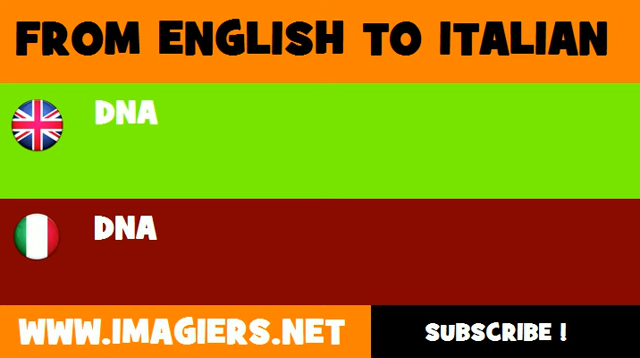 FROM ENGLISH TO ITALIAN
DNA
DNA
WWW.IMAGIERS.NET
SUBSCRIBE !